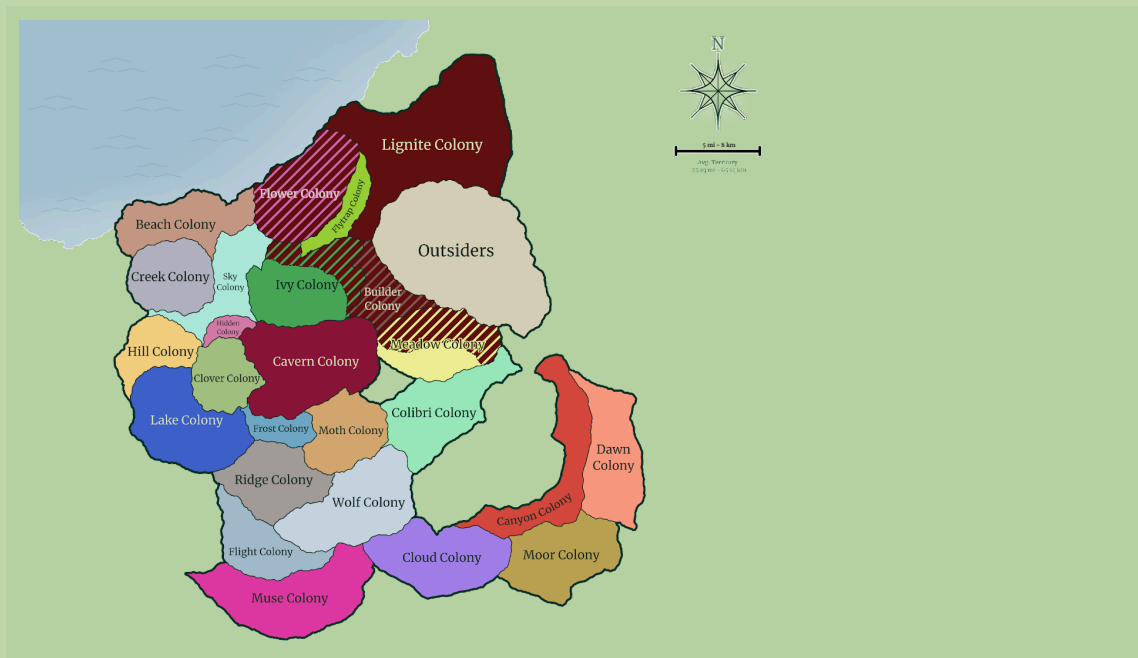 N
5 mi - 8 km
Avg. Territory
Lignite Colony
Flower Colony
Flytrap Colony
Beach Colony
Outsiders
Creek Colony
Sky
Colony
Ivy Colony
Builder
Colony
Hidden
Colony
Meadow Colony
Hill Colony
Cavern Colony
Clover Colony
Colibri Colony
Lake Colony
Frost Colony
Moth Colony
Dawn
Colony
Ridge Colony
Wolf Colony
Canyon Colony
Flight Colony
Cloud Colony
Moor Colony
Muse Colony